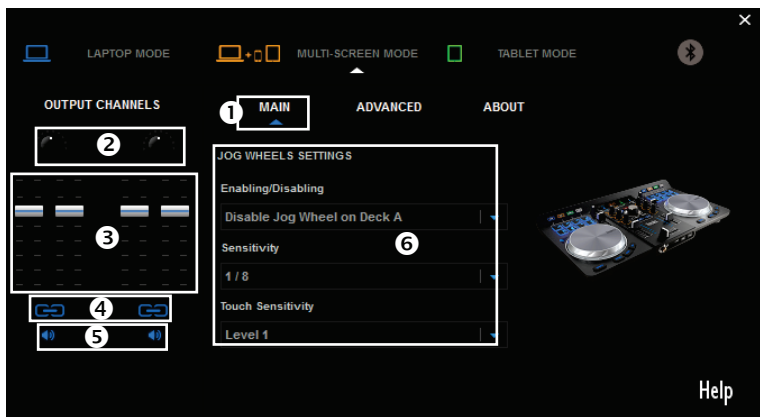 LAPTOP MODE
MULTI-SCREEN MODE
TABLET MODE
OUTPUT CHANNELS
1
MAIN
ADVANCED
ABOUT
2
JOG WHEELS SETTINGS
Enabling/Disabling
Disable Jog Wheel on Deck A
3
6
Sensitivity
1 / 8
4
Touch Sensitivity
5
Level 1
Help